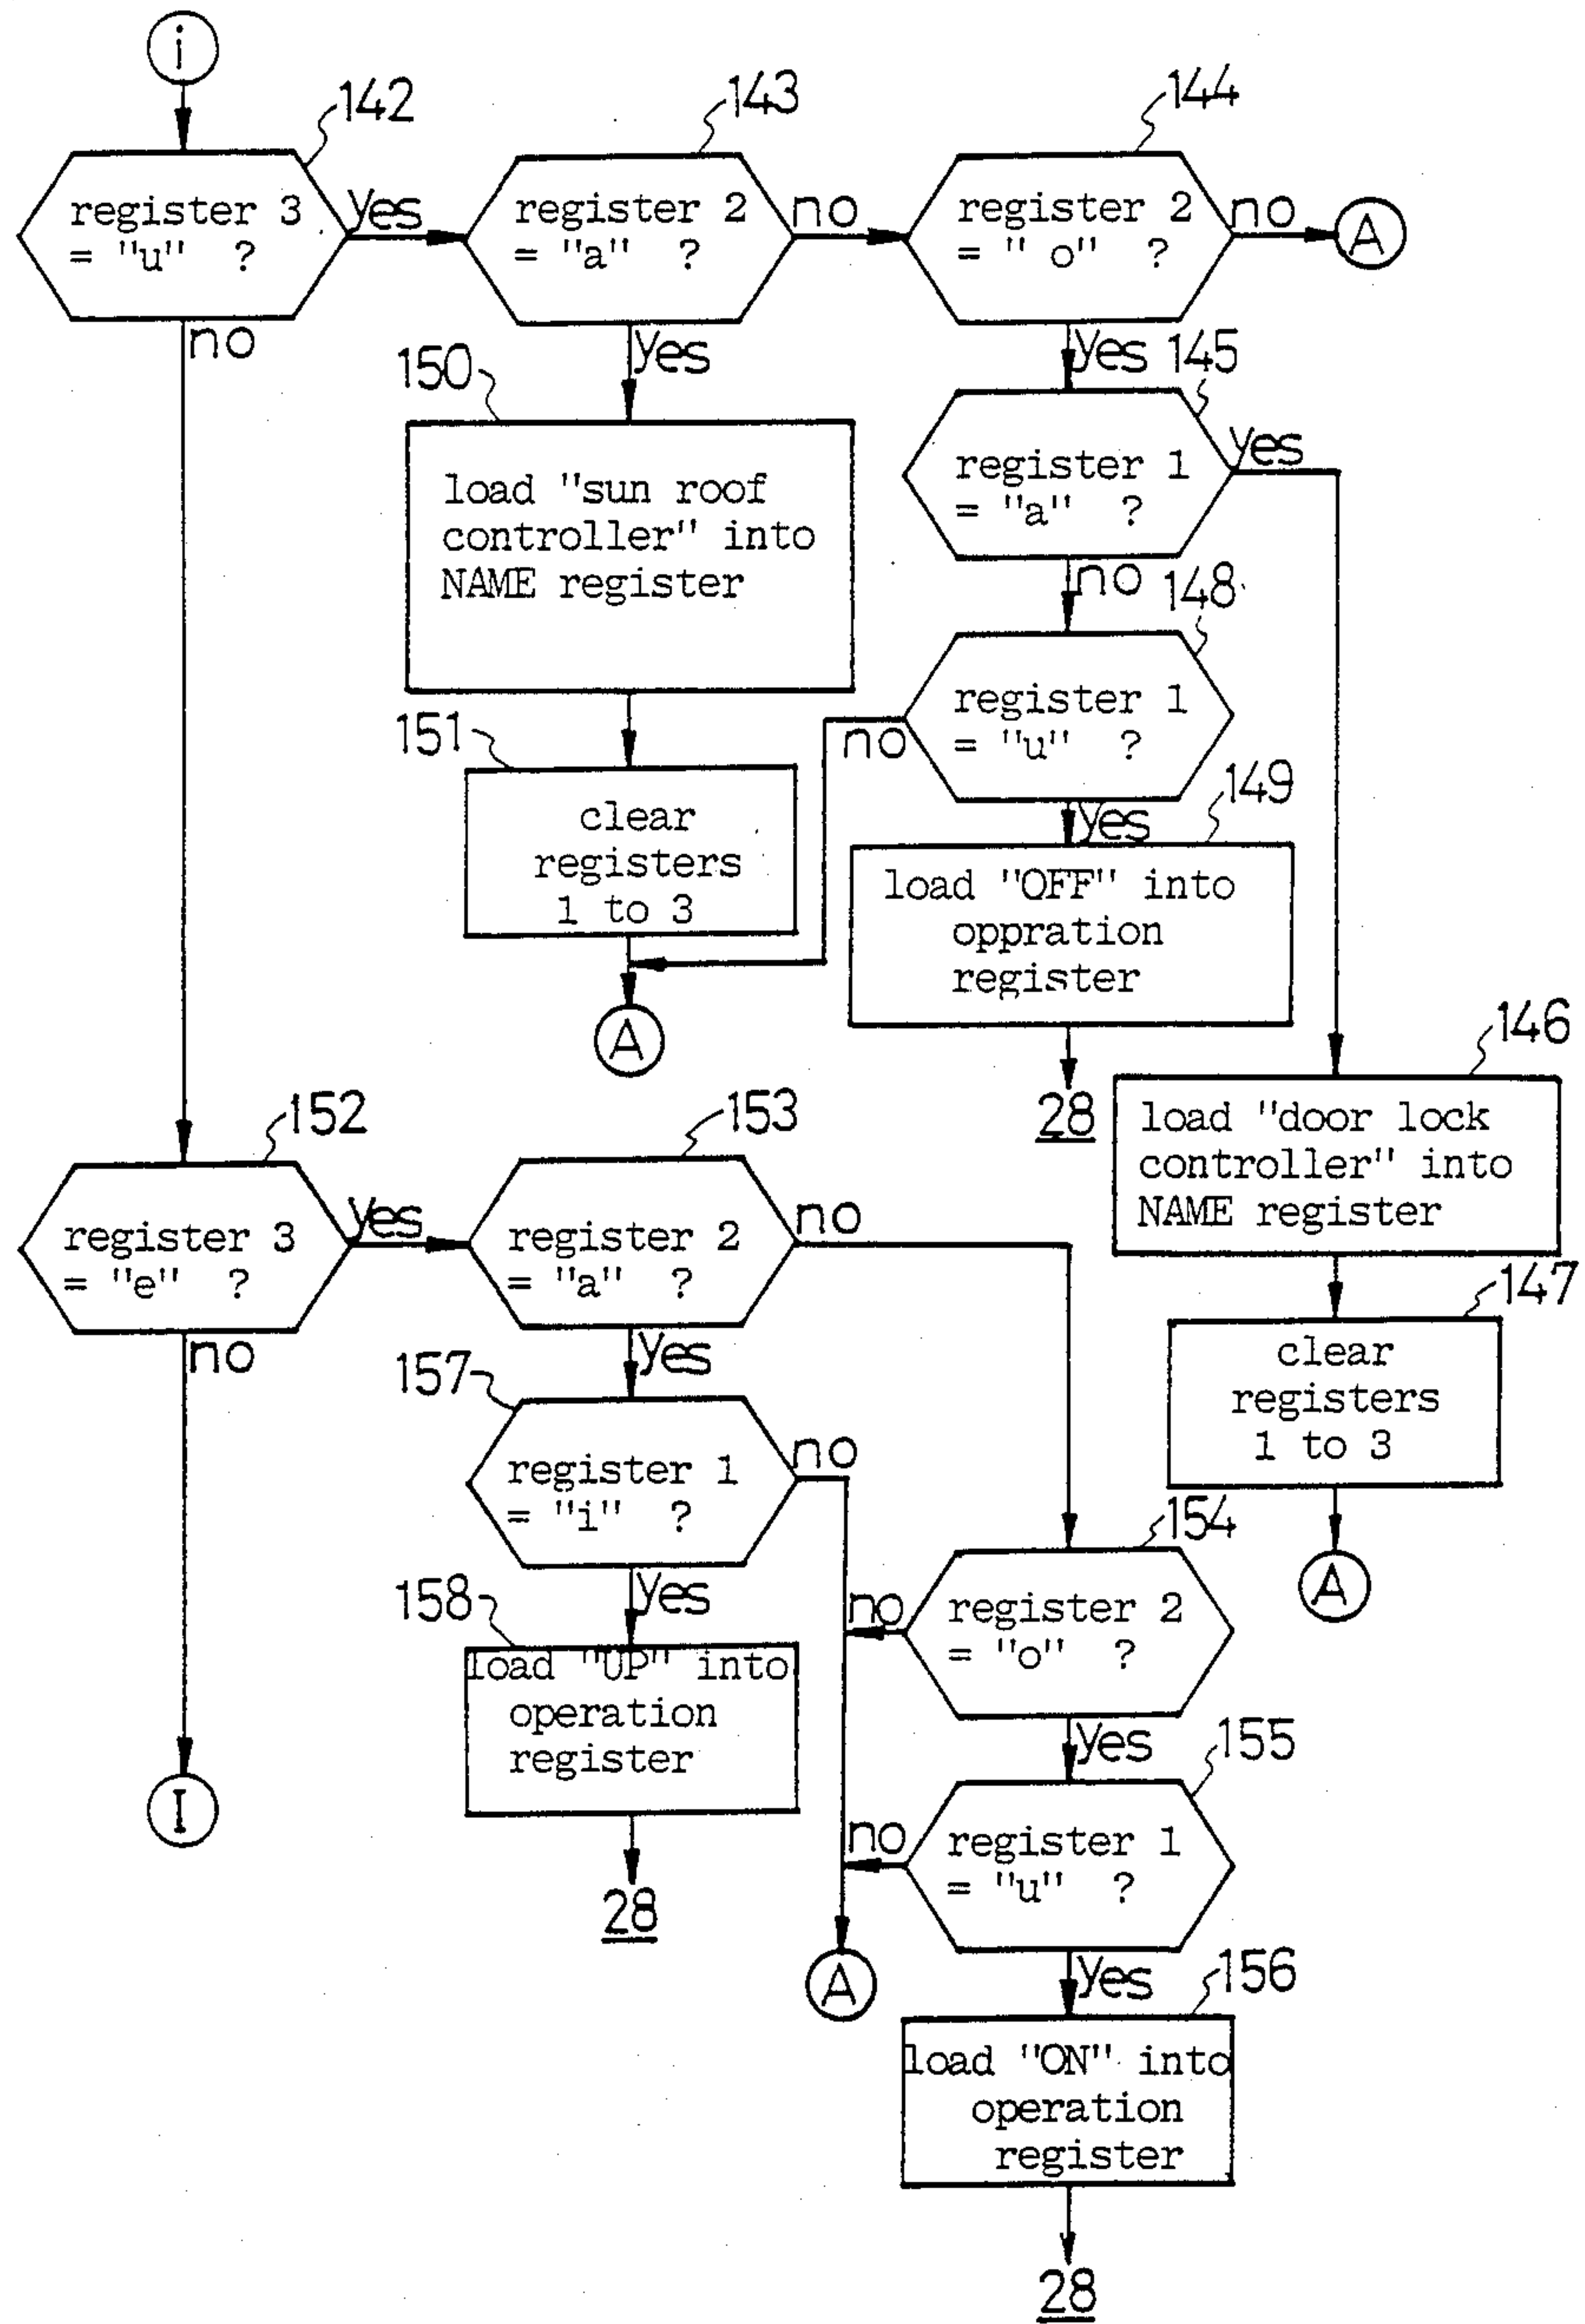 i
142
143
144
register 3
= "u" ?
yes
register 2
= "a" ?
no
register 2
= " o" ?
no
A
no
yes
yes
145
150
load "sun roof
controller" into
NAME register
register 1
= "a" ?
yes
no
148
register 1
= "u" ?
no
yes
149
151
clear
registers
1 to 3
A
load "OFF" into
oppration
register
28
146
load "door lock
controller" into
NAME register
147
clear
registers
1 to 3
A
152
153
register 3
= "e" ?
yes
register 2
= "a" ?
no
no
yes
157
register 1
= "i" ?
no
yes
154
register 2
= "o" ?
no
yes
158
load "UP" into
operation
register
28
I
155
register 1
= "u" ?
no
A
yes
156
load "ON" into
operation
register
28